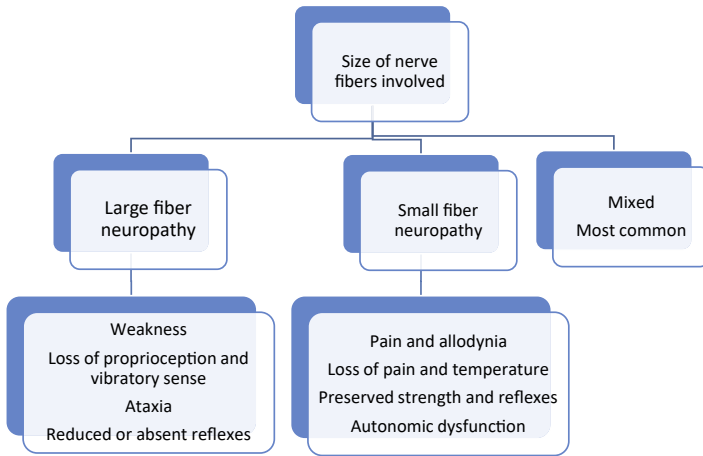 Size of nerve
fibers involved
Large fiber
neuropathy
Small fiber
neuropathy
Mixed
Most common
Weakness
Loss of proprioception and
vibratory sense
Ataxia
Reduced or absent reflexes
Pain and allodynia
Loss of pain and temperature
Preserved strength and reflexes
Autonomic dysfunction